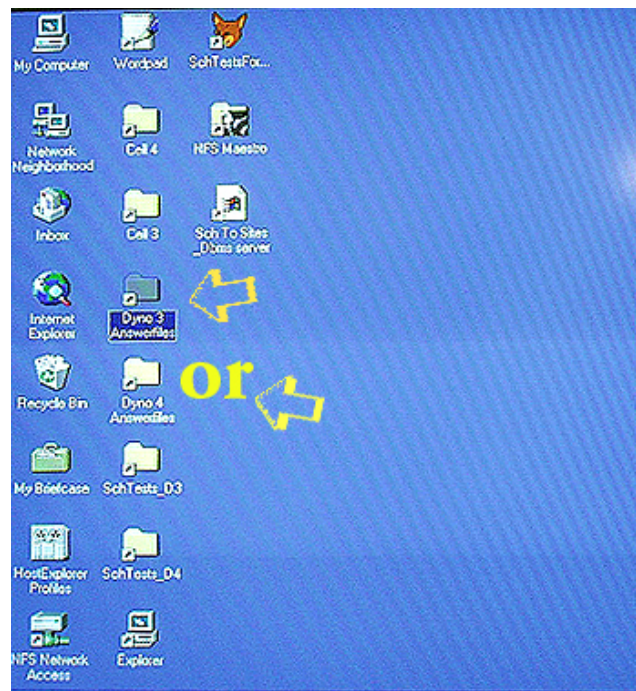 My Computer
Wordpad
SchTestsFor...
Network
Neighborhood
Cell 4
NFS Maestro
Inbox
Cell 3
Sch To Sites
_Dbms server
Internet
Explorer
Dyno 3
Answerfiles
or
Recycle Bin
Dyno 4
Answerfiles
My Briefcase
SchTests_D3
HostExplorer
Profiles
SchTests_D4
NFS Network
Access
Explorer